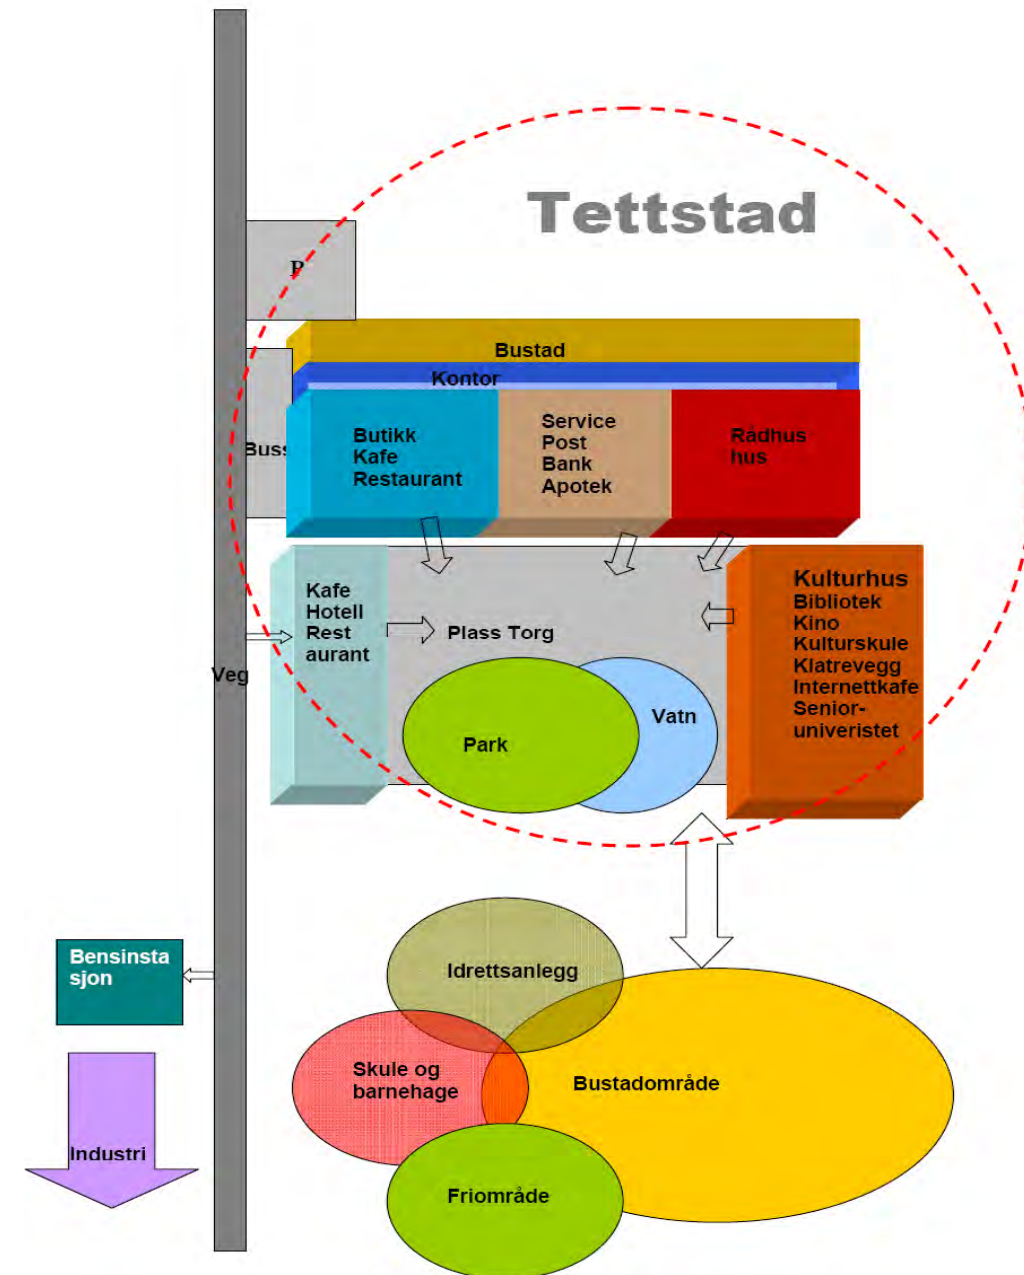 Tettstad
P
Bustad
Kontor
Buss
Butikk
Kafe
Restaurant
Service
Post
Bank
Apotek
Rådhus
hus
Kafe
Hotell
Rest
aurant
Plass Torg
Kulturhus
Bibliotek
Kino
Kulturskule
Klatrevegg
Internettkafe
Senior-
univeristet
Veg
Park
Vatn
Bensinsta
sjon
Idrettsanlegg
Skule og
barnehage
Bustadområde
Industri
Friområde